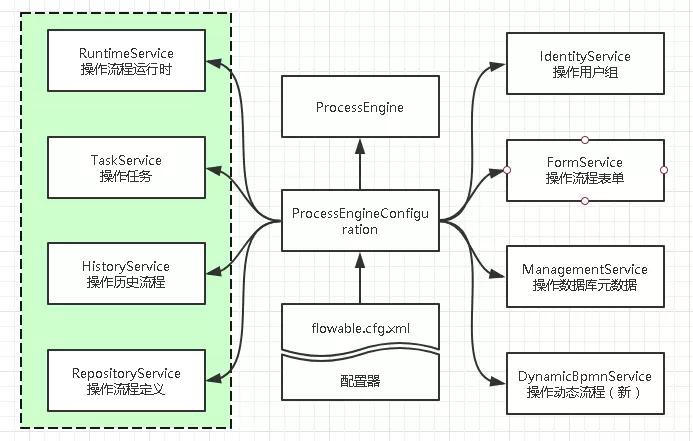 RuntimeService
操作流程运行时
TaskService
操作任务
HistoryService
操作历史流程
RepositoryService
操作流程定义
ProcessEngine
ProcessEngineConfigu
ration
flowable.cfg.xml
配置器
IdentityService
操作用户组
FormService
操作流程表单
ManagementService
操作数据库元数据
DynamicBpmnService
操作动态流程（新）